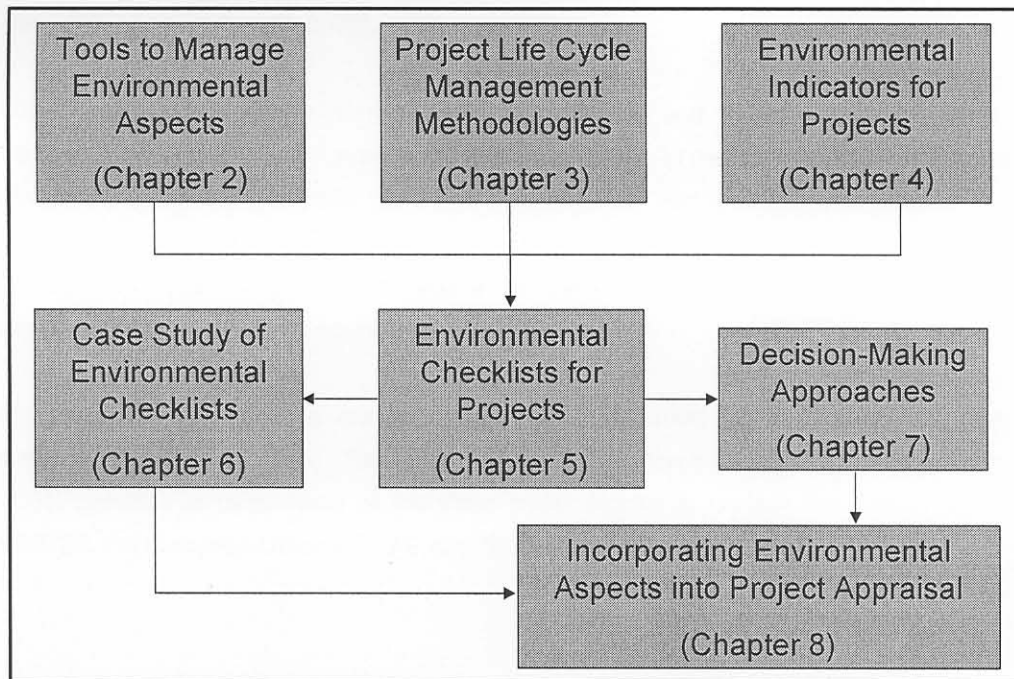 Tools to Manage
Environmental
Aspects
(Chapter 2)
Project Life Cycle
Management
Methodologies
(Chapter 3)
Environmental
Indicators for
Projects
(Chapter 4)
Case Study of
Environmental
Checklists
(Chapter 6)
Environmental
Checklists for
Projects
(Chapter 5)
Decision-Making
Approaches
(Chapter 7)
Incorporating Environmental
Aspects into Project Appraisal
(Chapter 8)